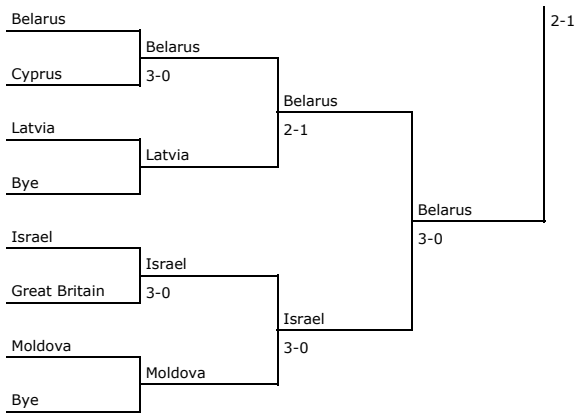 Belarus
2-1
Belarus
Cyprus
3-0
Belarus
Latvia
2-1
Latvia
Bye
Belarus
Israel
3-0
Israel
Great Britain
3-0
Israel
Moldova
3-0
Moldova
Bye